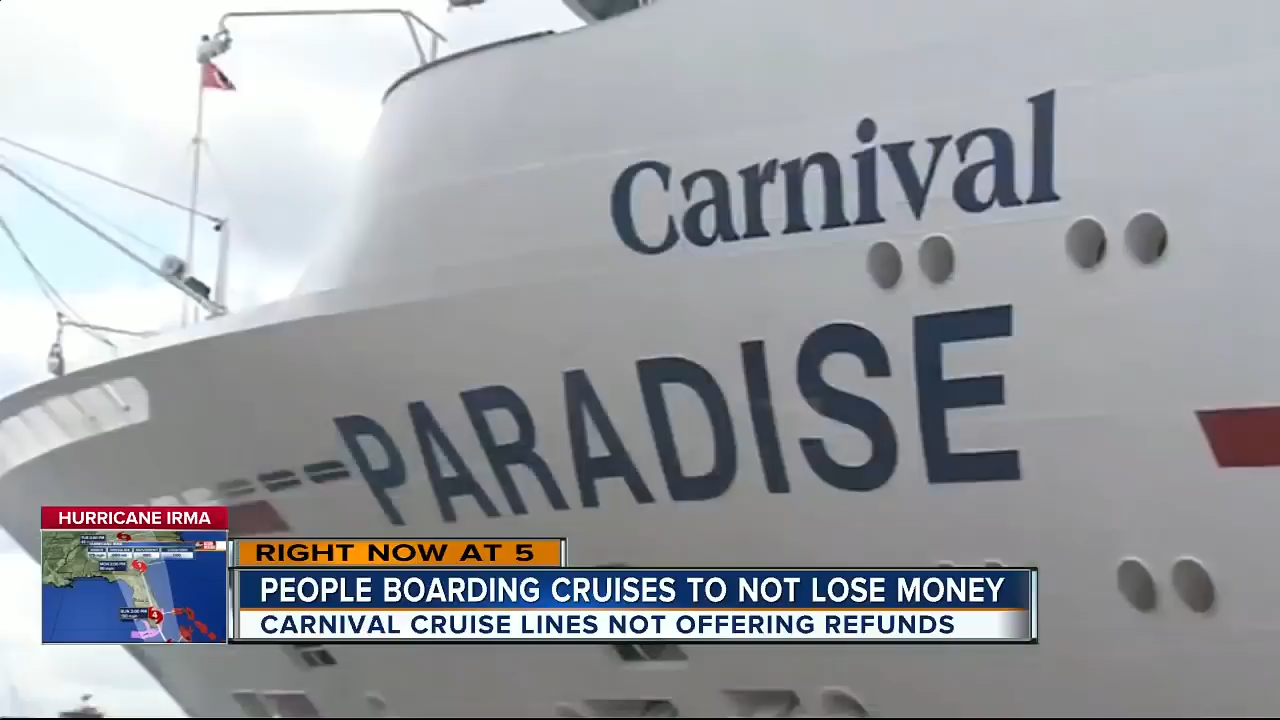 Carnival
PARADISE
HURRICANE IRMA
RIGHT NOW AT 5
PEOPLE BOARDING CRUISES TO NOT LOSE MONEY
CARNIVAL CRUISE LINES NOT OFFERING REFUNDS